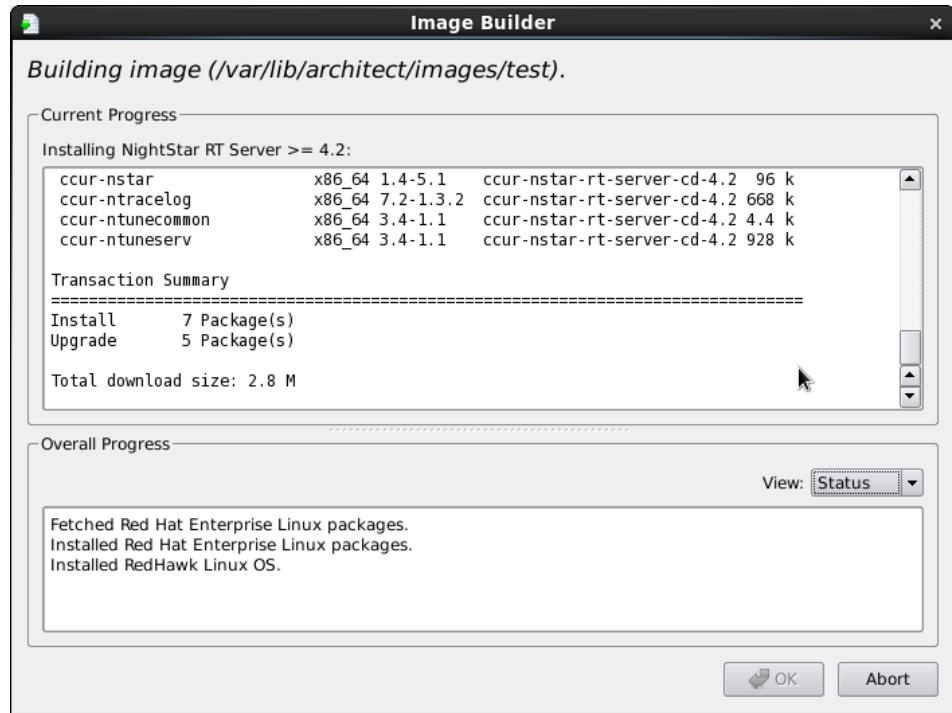 Image Builder
Building image (/var/lib/architect/images/test).
Current Progress
Installing NightStar RT Server >= 4.2:
ccur-nstar x86_64 1.4-5.1 ccur-nstar-rt-server-cd-4.2 96 k
ccur-ntracelog x86_64 7.2-1.3.2 ccur-nstar-rt-server-cd-4.2 668 k
ccur-ntunecommon x86_64 3.4-1.1 ccur-nstar-rt-server-cd-4.2 4.4 k
ccur-ntuneserv x86_64 3.4-1.1 ccur-nstar-rt-server-cd-4.2 928 k
Transaction Summary
================================================================================
Install 7 Package(s)
Upgrade 5 Package(s)
Total download size: 2.8 M
Overall Progress
View: Status
Fetched Red Hat Enterprise Linux packages.
Installed Red Hat Enterprise Linux packages.
Installed RedHawk Linux OS.
OK Abort